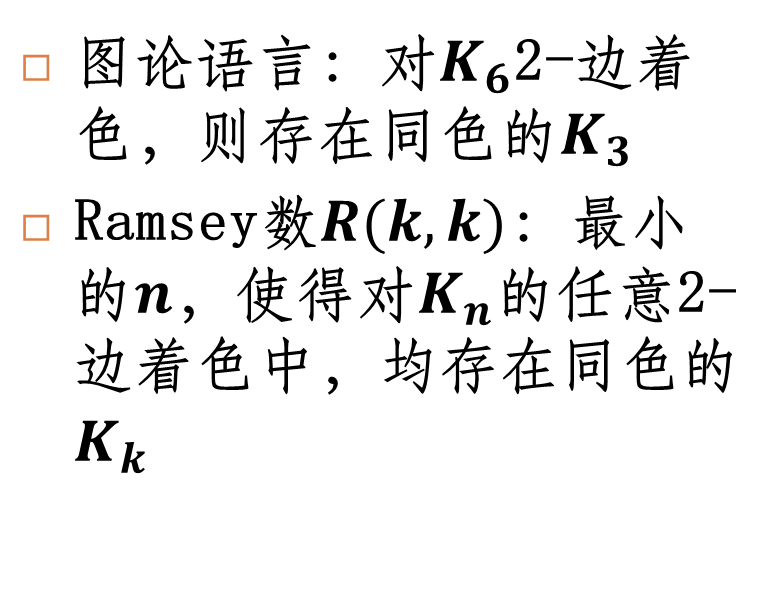 □ 图论语言：对K₆2-边着
色，则存在同色的K₃
□ Ramsey数R(k,k)：最小
的n，使得对Kₙ的任意2-
边着色中，均存在同色的
Kₖ